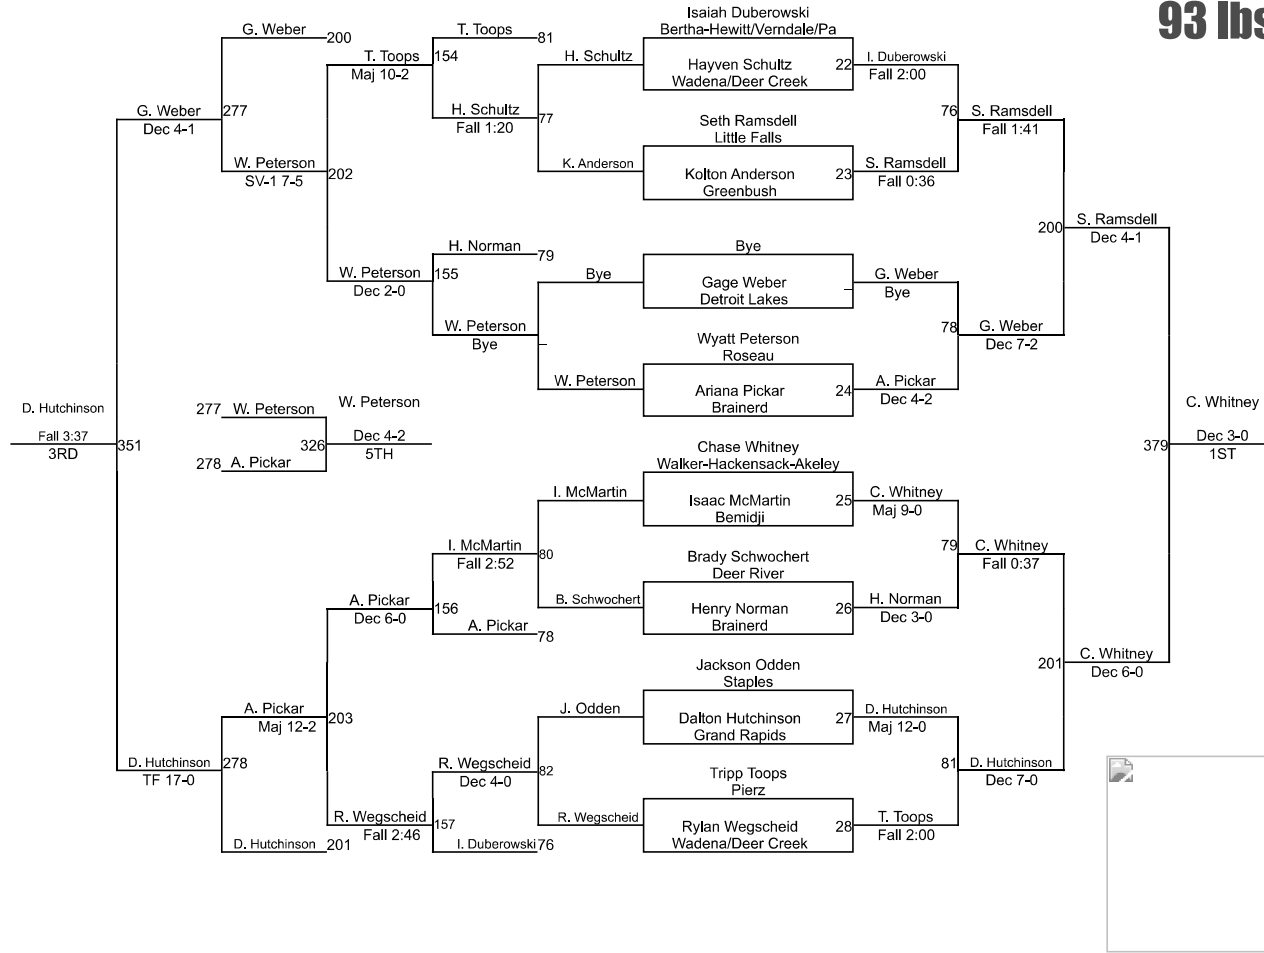 93 lbs
Isaiah Duberowski
Bertha-Hewitt/Verndale/Pa
G. Weber
200
T. Toops
81
T. Toops
154
Maj 10-2
H. Schultz
Hayven Schultz
22
Wadena/Deer Creek
I. Duberowski
Fall 2:00
G. Weber
277
Dec 4-1
H. Schultz
77
Fall 1:20
76
S. Ramsdell
Fall 1:41
Seth Ramsdell
Little Falls
W. Peterson
SV-1 7-5
202
K. Anderson
Kolton Anderson
23
Greenbush
S. Ramsdell
Fall 0:36
200
S. Ramsdell
Dec 4-1
H. Norman
79
Bye
W. Peterson
155
Dec 2-0
Bye
Gage Weber
Detroit Lakes
G. Weber
Bye
W. Peterson
Bye
78
G. Weber
Dec 7-2
Wyatt Peterson
Roseau
W. Peterson
Ariana Pickar
24
Brainerd
A. Pickar
Dec 4-2
D. Hutchinson
Fall 3:37
351
3RD
277
W. Peterson
W. Peterson
326
Dec 4-2
5TH
278
A. Pickar
C. Whitney
379
Dec 3-0
1ST
Chase Whitney
Walker-Hackensack-Akeley
I. McMartin
Isaac McMartin
25
Bemidji
C. Whitney
Maj 9-0
I. McMartin
80
Fall 2:52
79
C. Whitney
Fall 0:37
Brady Schwochert
Deer River
A. Pickar
156
Dec 6-0
B. Schwochert
Henry Norman
26
Brainerd
H. Norman
Dec 3-0
A. Pickar
78
201
C. Whitney
Dec 6-0
Jackson Odden
Staples
A. Pickar
203
Maj 12-2
J. Odden
Dalton Hutchinson
27
Grand Rapids
D. Hutchinson
Maj 12-0
D. Hutchinson
278
TF 17-0
R. Wegscheid
82
Dec 4-0
81
D. Hutchinson
Dec 7-0
Tripp Toops
Pierz
R. Wegscheid
157
Fall 2:46
R. Wegscheid
Rylan Wegscheid
28
Wadena/Deer Creek
T. Toops
Fall 2:00
D. Hutchinson
201
I. Duberowski
76